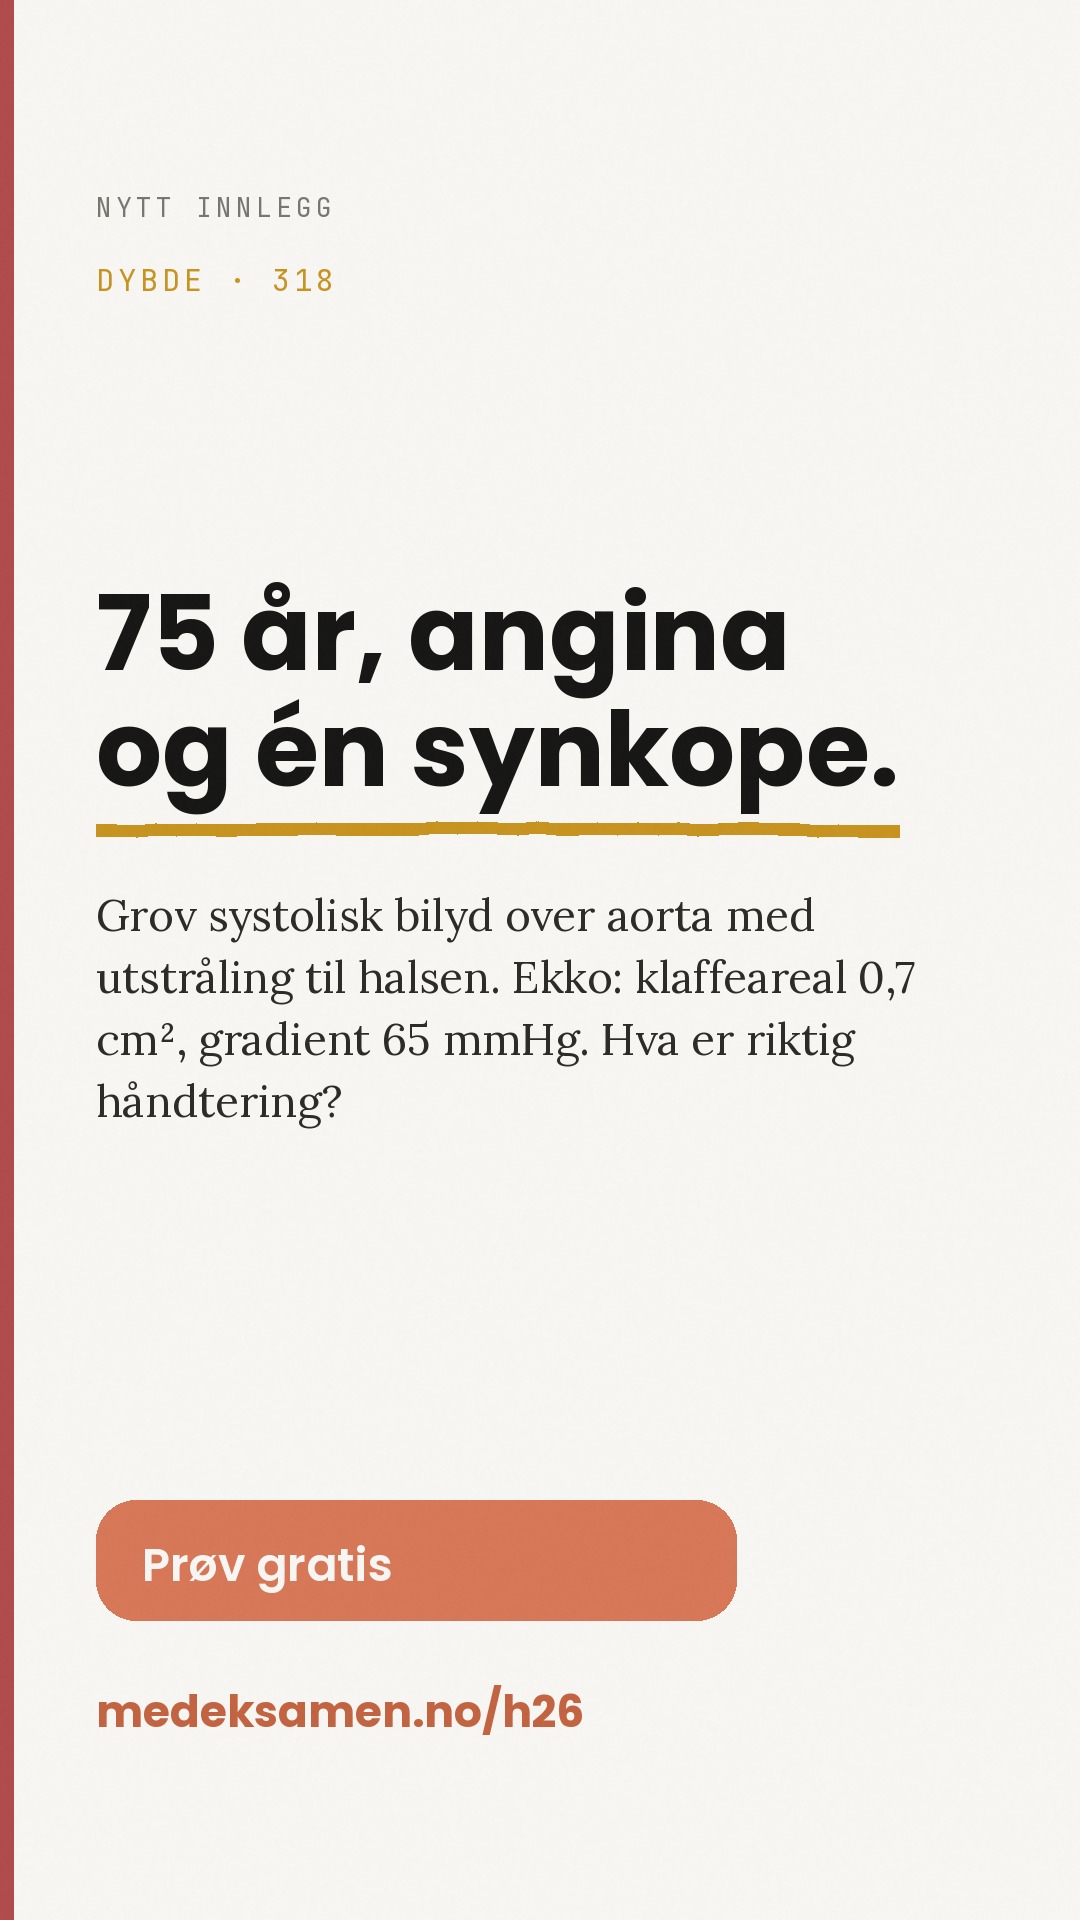 NYTT INNLEGG
DYBDE · 318
75 år, angina
og én synkope.
Grov systolisk bilyd over aorta med
utstråling til halsen. Ekko: klaffeareal 0,7
cm², gradient 65 mmHg. Hva er riktig
håndtering?
Prøv gratis
medeksamen.no/h26